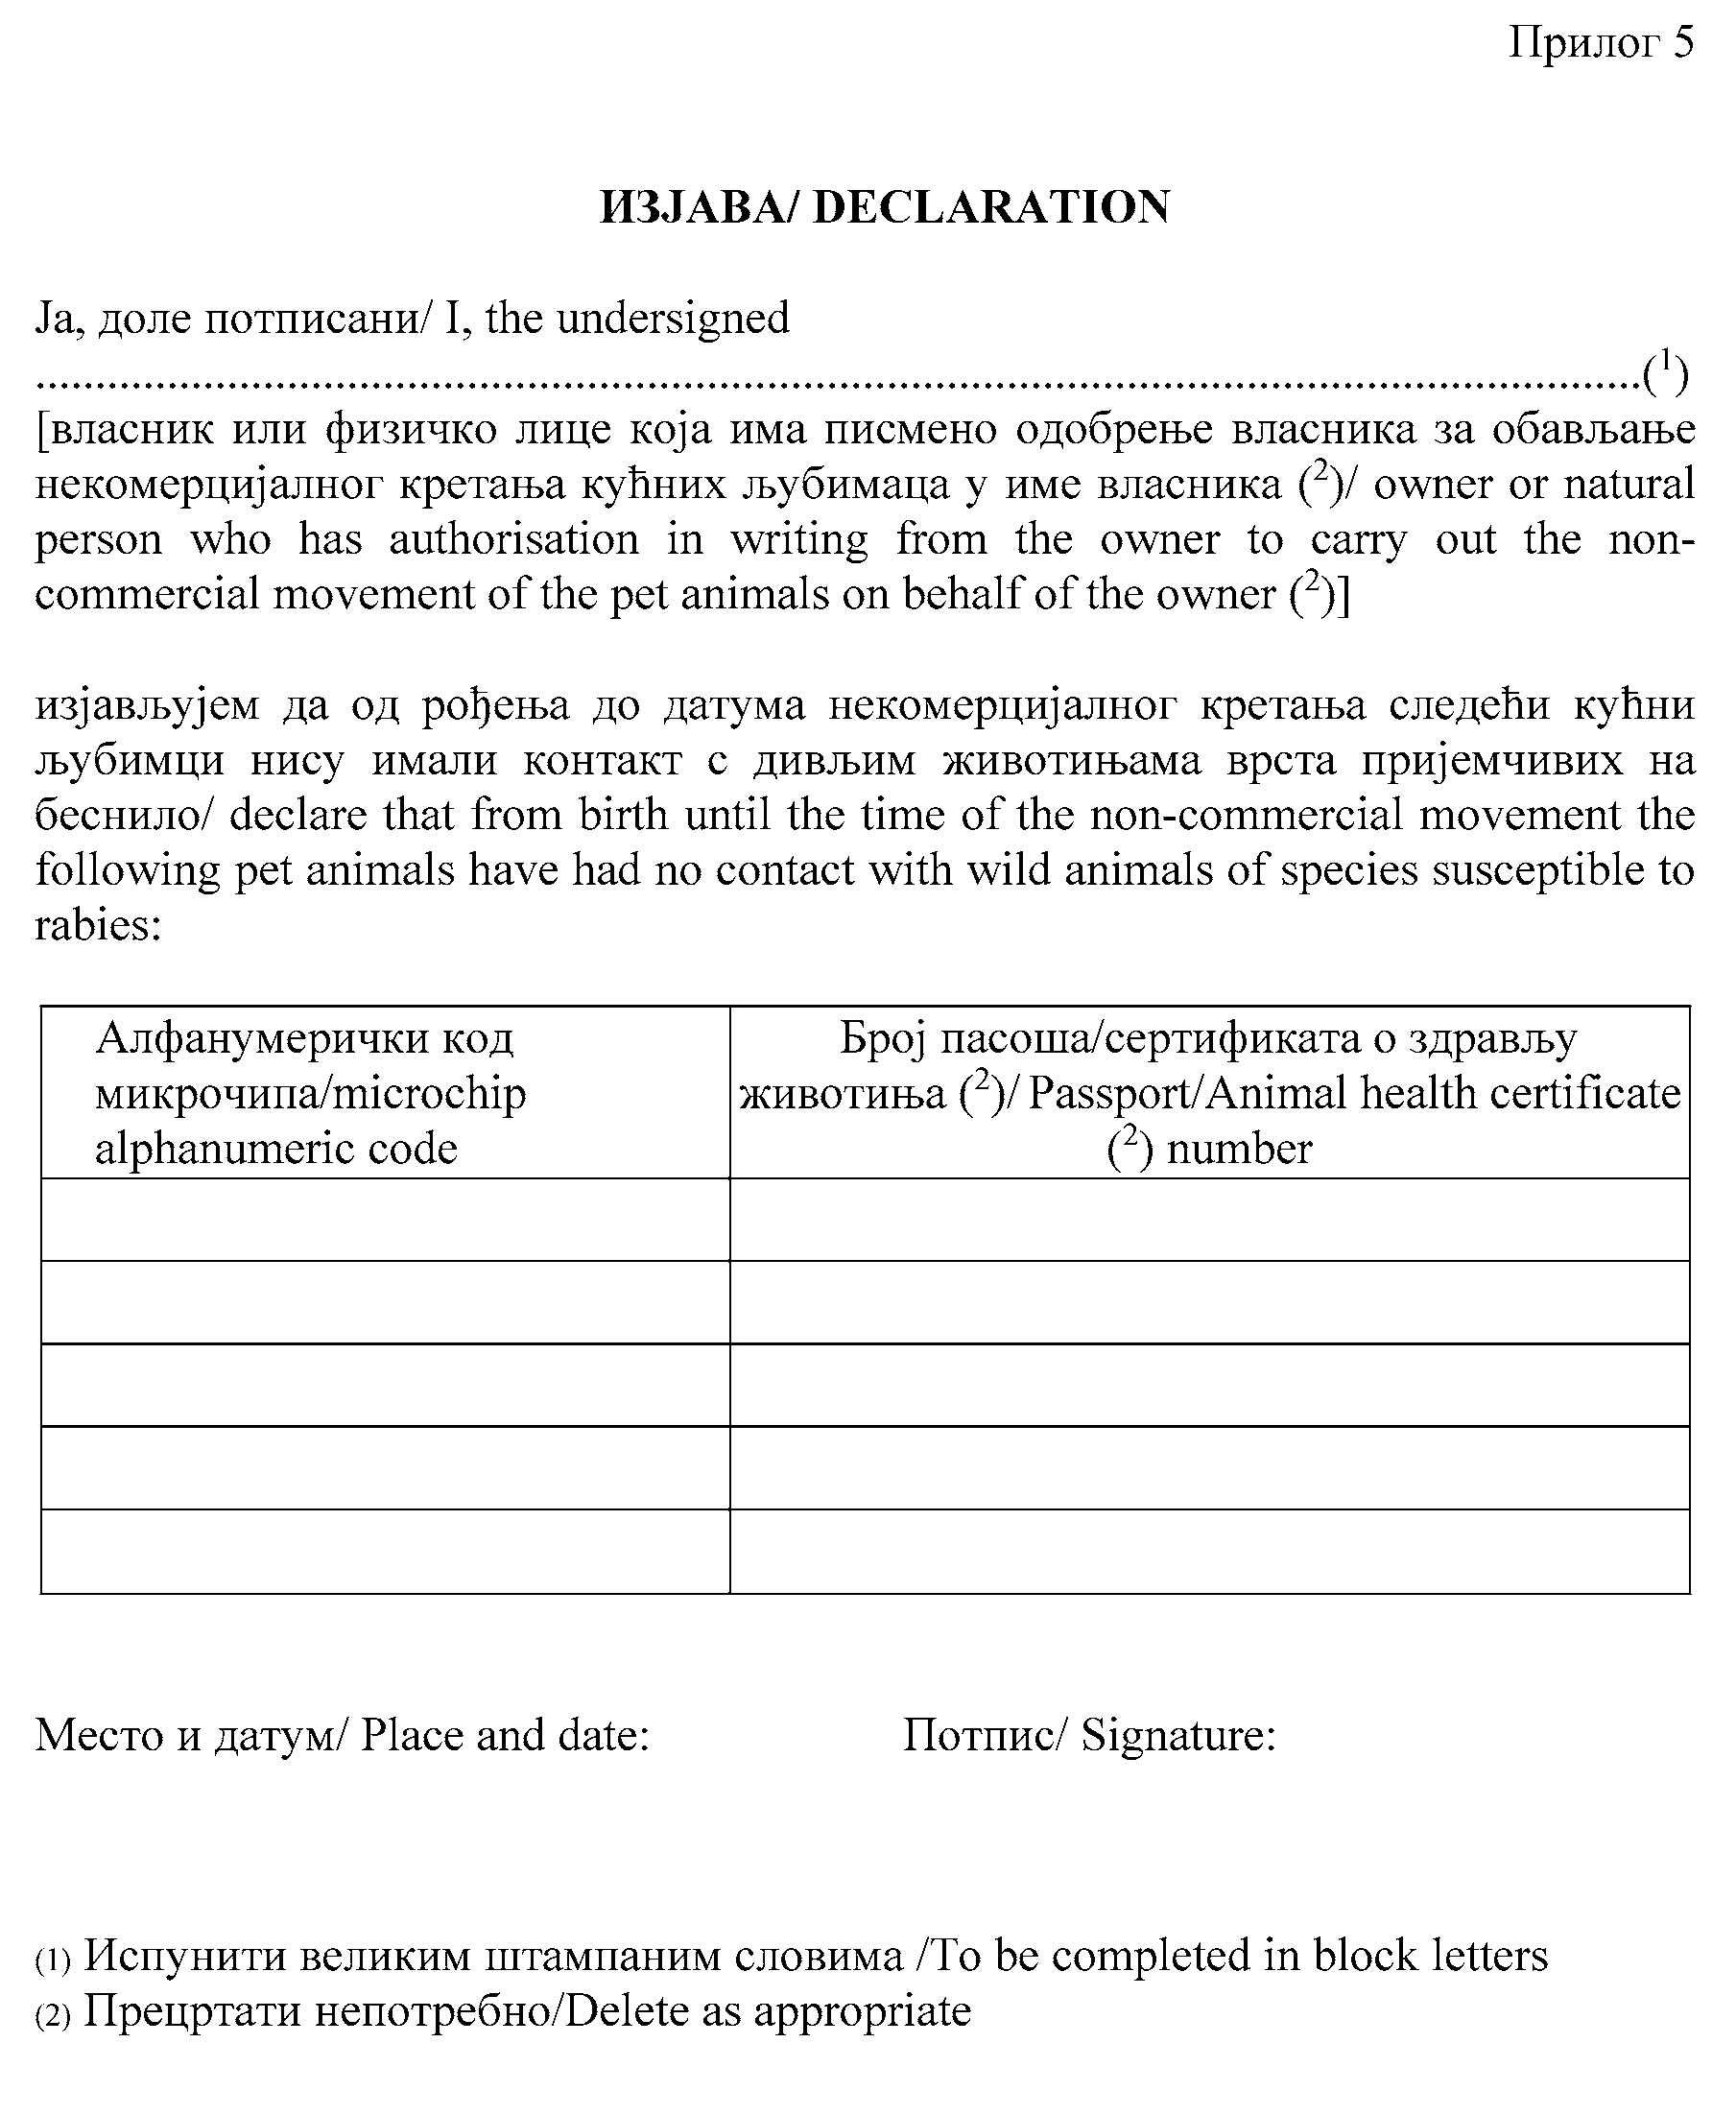 Прилог 5
ИЗЈАВА/ DECLARATION
Ја, доле потписани/ I, the undersigned
........................................................................................................................(1)
[власник или физичко лице која има писмено одобрење власника за обављање
некомерцијалног кретања кућних љубимаца у име власника (2)/ owner or natural
person who has authorisation in writing from the owner to carry out the non-
commercial movement of the pet animals on behalf of the owner (2)]
изјављујем да од рођења до датума некомерцијалног кретања следећи кућни
љубимци нису имали контакт с дивљим животињама врста пријемчивих на
беснило/ declare that from birth until the time of the non-commercial movement the
following pet animals have had no contact with wild animals of species susceptible to
rabies:
Алфанумерички код
микрочипа/microchip
alphanumeric code
Број пасоша/сертификата о здрављу
животиња (2)/ Passport/Animal health certificate
(2) number
Место и датум/ Place and date:
Потпис/ Signature:
(1) Испунити великим штампаним словима /To be completed in block letters
(2) Прецртати непотребно/Delete as appropriate